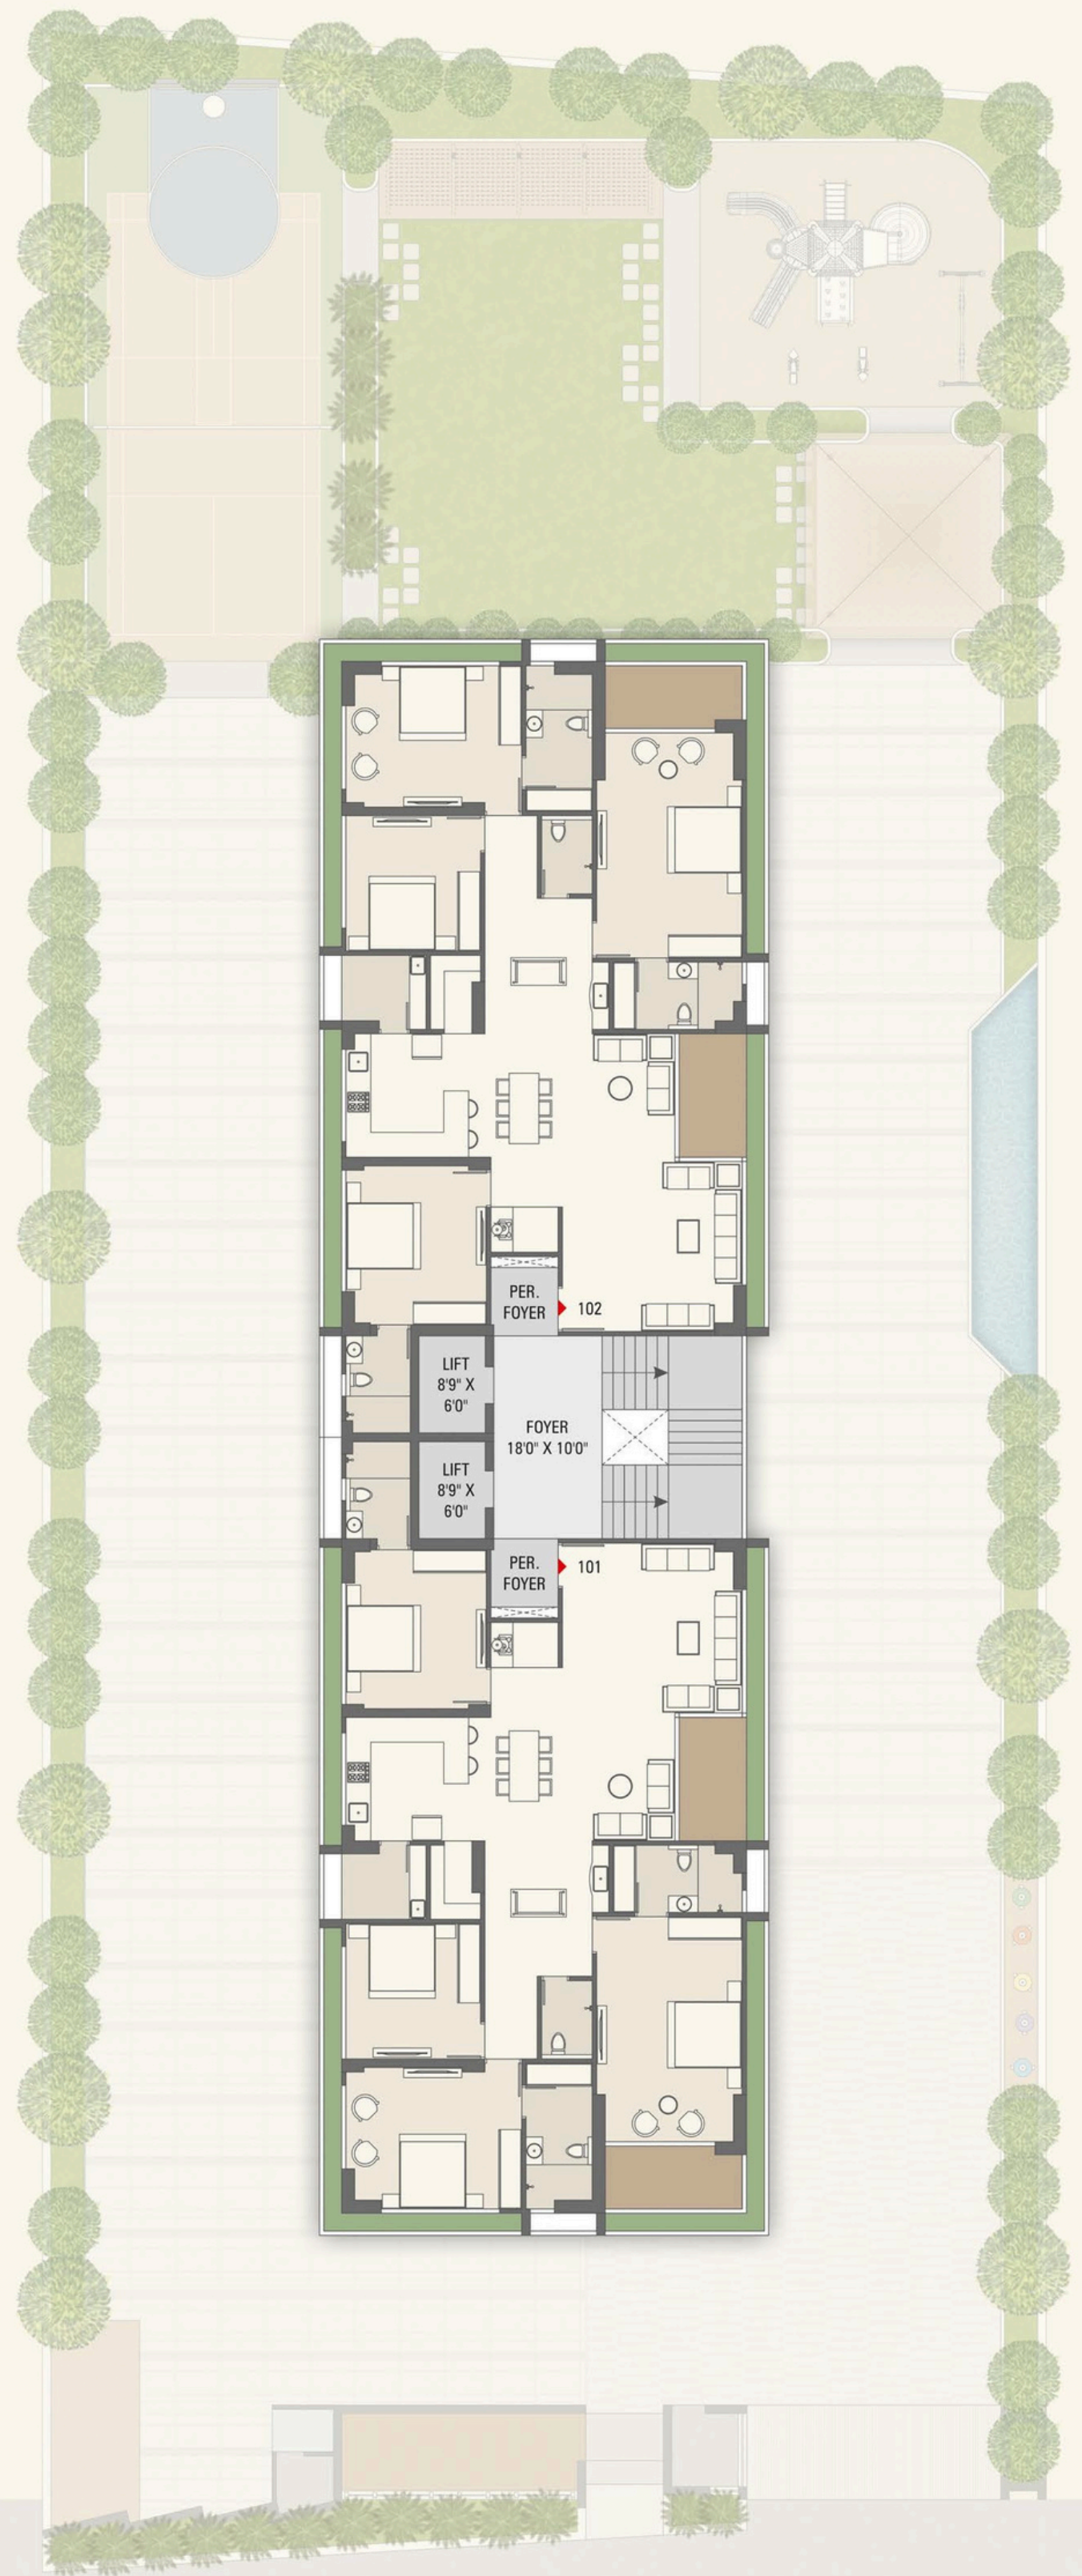 PER.
FOYER
102
LIFT
8'9" X
6'0"
FOYER
18'0" X 10'0"
LIFT
8'9" X
6'0"
PER.
FOYER
101